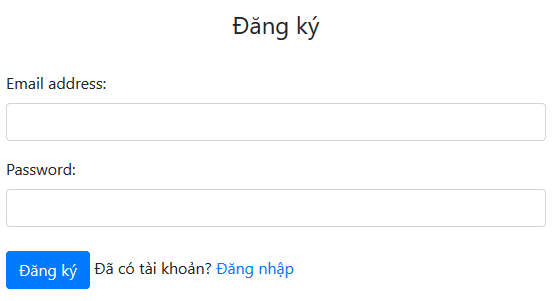 Đăng ký
Email address:
Password:
Đăng ký Đã có tài khoản? Đăng nhập